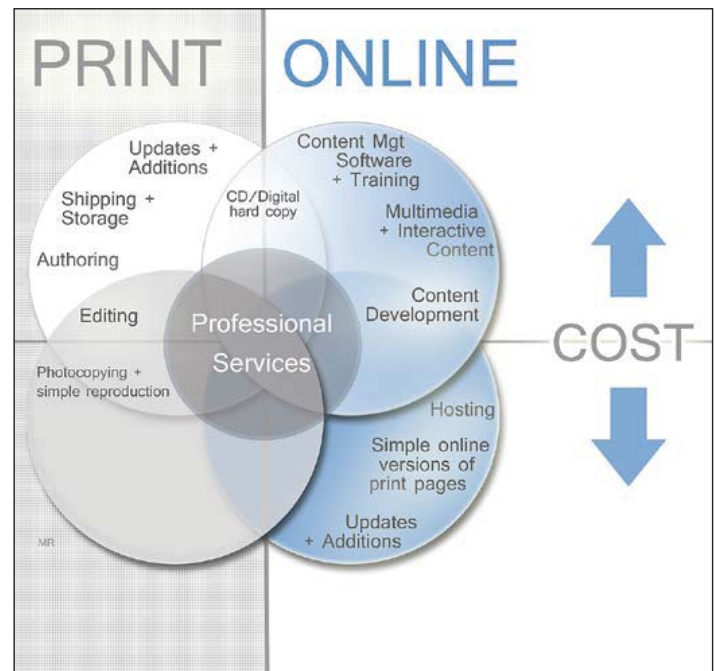 PRINT
ONLINE
Updates +
Additions
Shipping +
Storage
Authoring
Editing
Photocopying +
simple reproduction
MR
CD/Digital
hard copy
Professional
Services
Content Mgt
Software
+ Training
Multimedia
+ Interactive
Content
Content
Development
Hosting
Simple online
versions of
print pages
Updates
+ Additions
COST